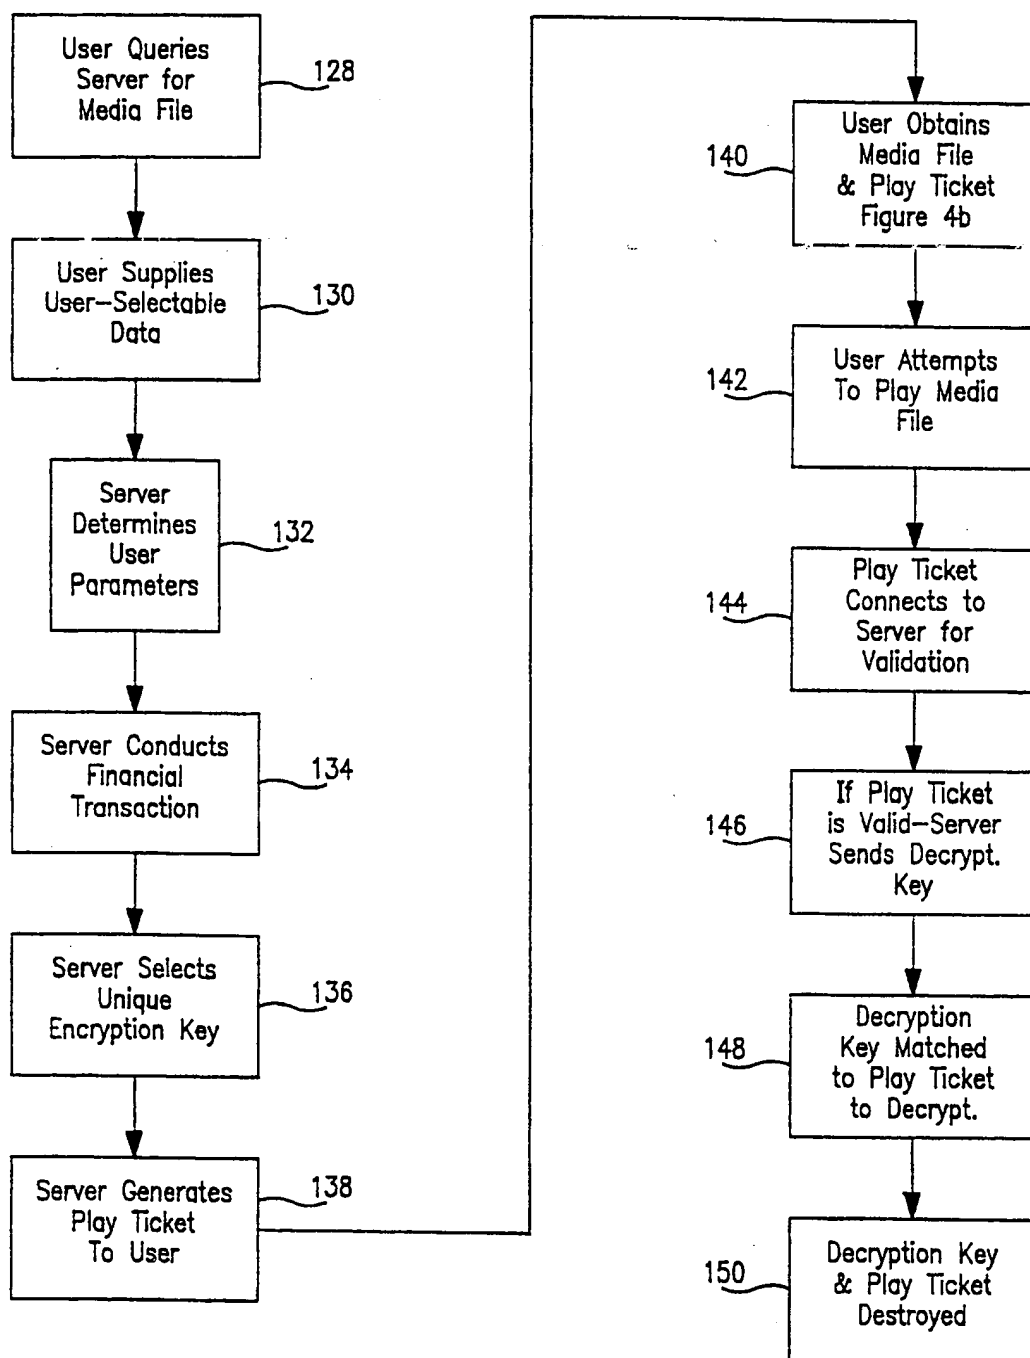 User Queries
Server for
Media File
128
User Supplies
User-Selectable
Data
130
Server
Determines
User
Parameters
132
Server Conducts
Financial
Transaction
134
Server Selects
Unique
Encryption Key
136
Server Generates
Play Ticket
To User
138
User Obtains
Media File
& Play Ticket
Figure 4b
140
User Attempts
To Play Media
File
142
Play Ticket
Connects to
Server for
Validation
144
If Play Ticket
is Valid-Server
Sends Decrypt.
Key
146
Decryption
Key Matched
to Play Ticket
to Decrypt.
148
Decryption Key
& Play Ticket
Destroyed
150